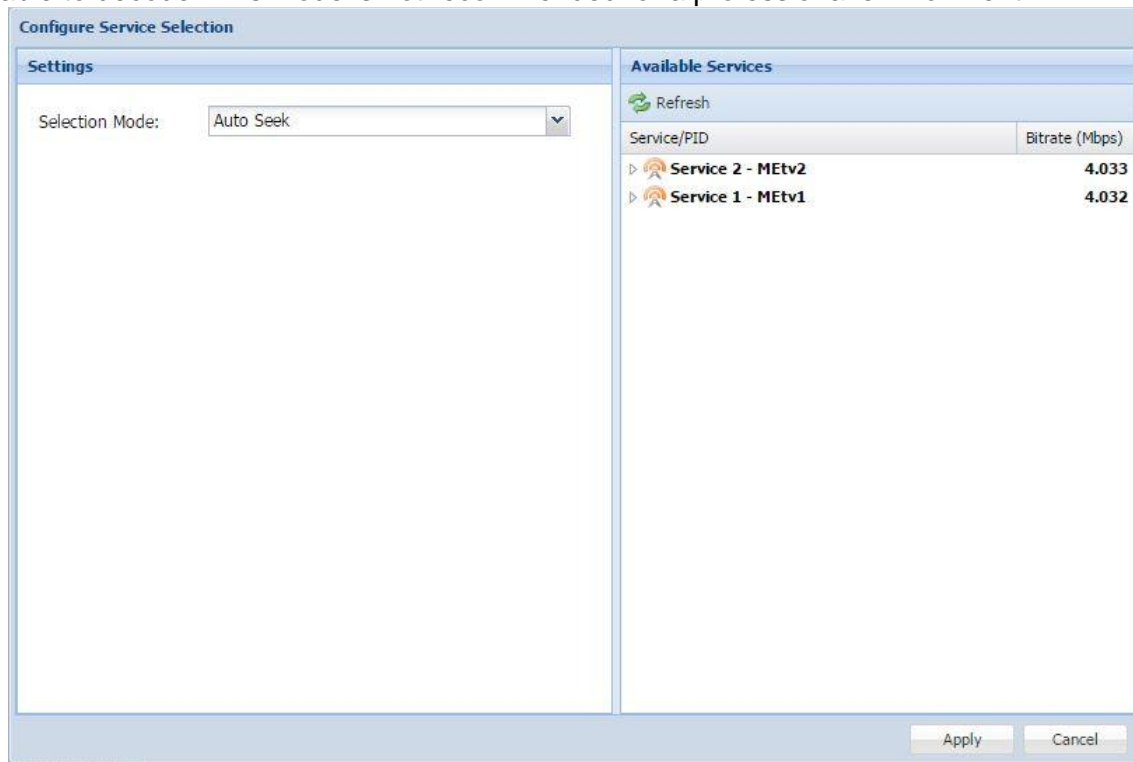 Configure Service Selection
Settings
Selection Mode: Auto Seek
Available Services
Refresh
Service/PID Bitrate (Mbps)
Service 2 - MEtv2 4.033
Service 1 - MEtv1 4.032
Apply Cancel